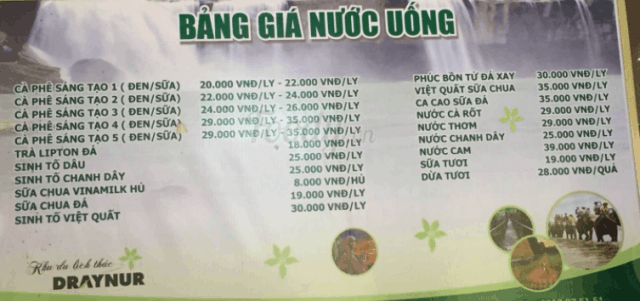 BẢNG GIÁ NƯỚC UỐNG
CÀ PHÊ SÁNG TẠO 1 ( ĐEN/SỮA) 20.000 VNĐ/LY - 22.000 VNĐ/LY
CÀ PHÊ SÁNG TẠO 2 ( ĐEN/SỮA) 22.000 VNĐ/LY - 24.000 VNĐ/LY
CÀ PHÊ SÁNG TẠO 3 ( ĐEN/SỮA) 24.000 VNĐ/LY - 26.000 VNĐ/LY
CÀ PHÊ SÁNG TẠO 4 ( ĐEN/SỮA) 29.000 VNĐ/LY - 35.000 VNĐ/LY
CÀ PHÊ SÁNG TẠO 5 ( ĐEN/SỮA) 29.000 VNĐ/LY - 35.000 VNĐ/LY
TRÀ LIPTON ĐÁ 18.000 VNĐ/LY
SINH TỐ DÂU 25.000 VNĐ/LY
SINH TỐ CHANH DÂY 25.000 VNĐ/LY
SỮA CHUA VINAMILK HỦ 8.000 VNĐ/HỦ
SỮA CHUA ĐÁ 19.000 VNĐ/LY
SINH TỐ VIỆT QUẤT 30.000 VNĐ/LY
PHÚC BỒN TỬ ĐÁ XAY 30.000 VNĐ/LY
VIỆT QUẤT SỮA CHUA 35.000 VNĐ/LY
CA CAO SỮA ĐÁ 35.000 VNĐ/LY
NƯỚC CÀ RỐT 29.000 VNĐ/LY
NƯỚC THƠM 29.000 VNĐ/LY
NƯỚC CHANH DÂY 25.000 VNĐ/LY
NƯỚC CAM 39.000 VNĐ/LY
SỮA TƯƠI 19.000 VNĐ/LY
DỪA TƯƠI 28.000 VNĐ/QUẢ
Khu du lịch thác
DRAYNUR